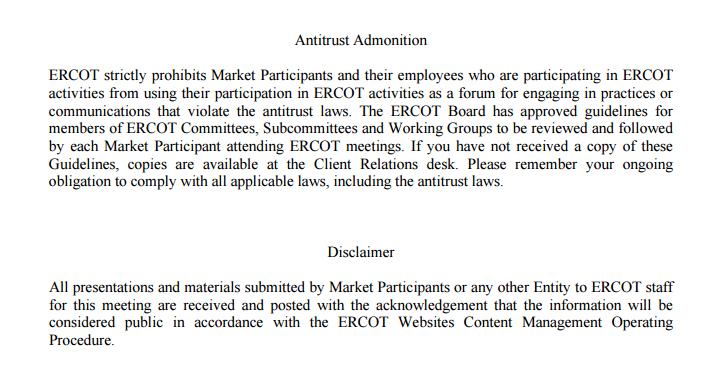 Antitrust Admonition
ERCOT strictly prohibits Market Participants and their employees who are participating in ERCOT
activities from using their participation in ERCOT activities as a forum for engaging in practices or
communications that violate the antitrust laws. The ERCOT Board has approved guidelines for
members of ERCOT Committees, Subcommittees and Working Groups to be reviewed and followed
by each Market Participant attending ERCOT meetings. If you have not received a copy of these
Guidelines, copies are available at the Client Relations desk. Please remember your ongoing
obligation to comply with all applicable laws, including the antitrust laws.
Disclaimer
All presentations and materials submitted by Market Participants or any other Entity to ERCOT staff
for this meeting are received and posted with the acknowledgement that the information will be
considered public in accordance with the ERCOT Websites Content Management Operating
Procedure.